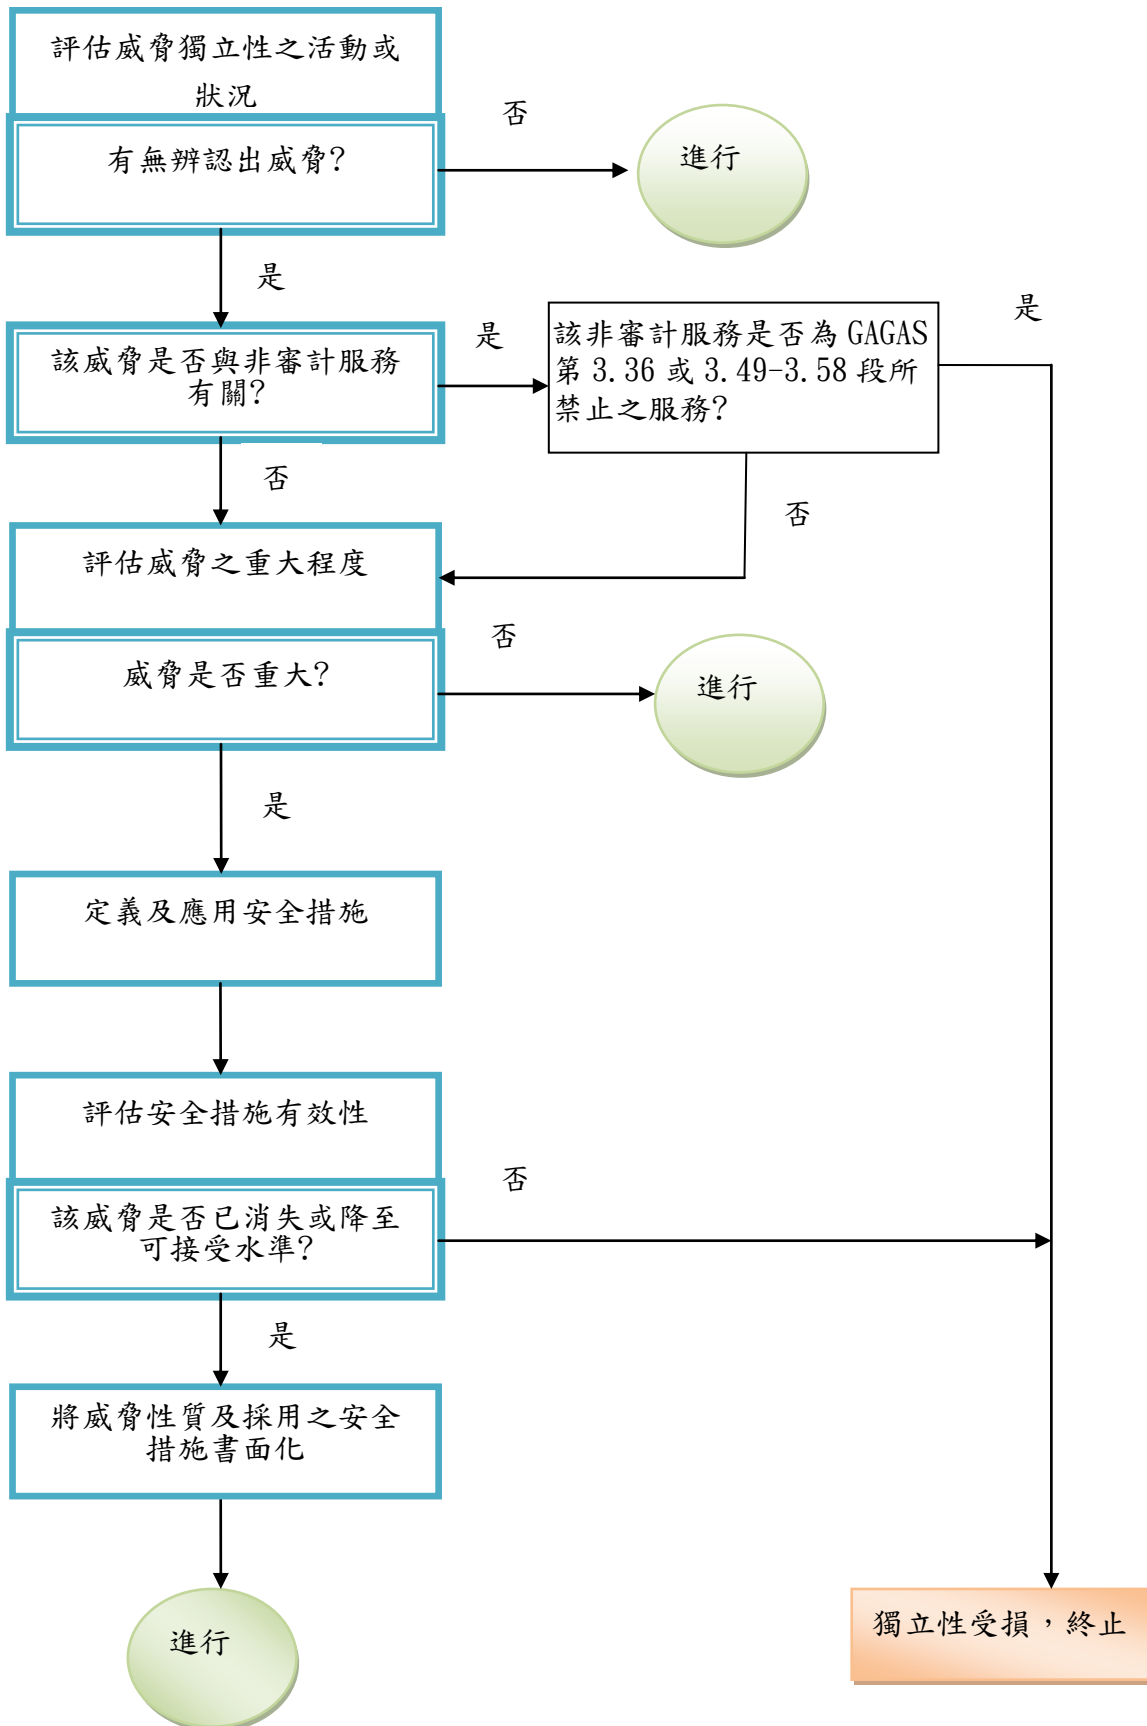 評估威脅獨立性之活動或
狀況
否
有無辨認出威脅?
進行
是
是
該威脅是否與非審計服務
有關?
是
該非審計服務是否為 GAGAS
第 3.36 或 3.49-3.58 段所
禁止之服務?
否
否
評估威脅之重大程度
否
威脅是否重大?
進行
是
定義及應用安全措施
評估安全措施有效性
否
該威脅是否已消失或降至
可接受水準?
是
將威脅性質及採用之安全
措施書面化
進行
獨立性受損，終止